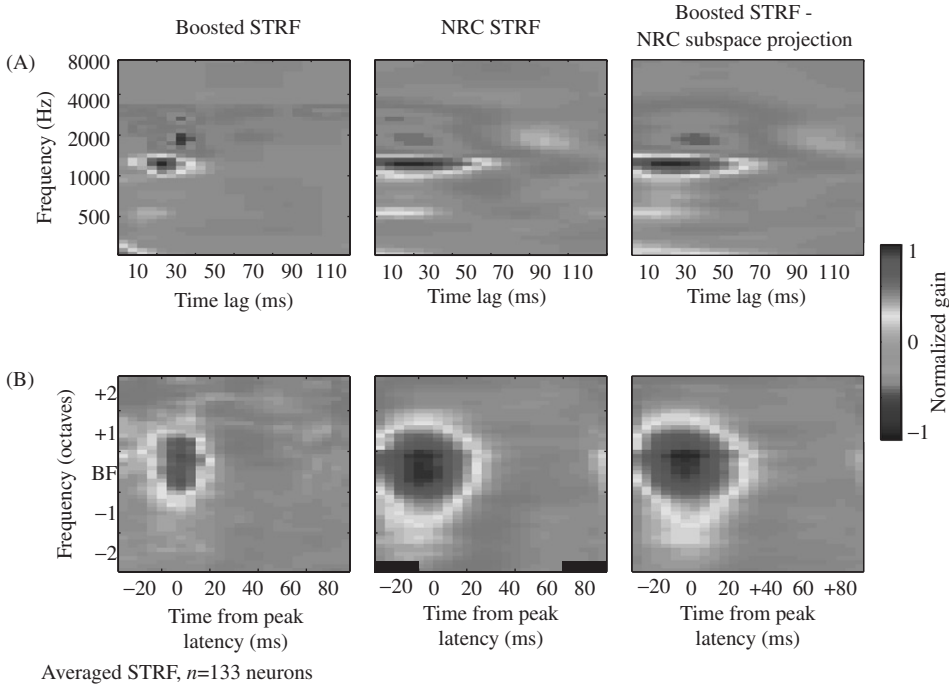 Boosted STRF
NRC STRF
Boosted STRF -
NRC subspace projection
(A)
Frequency (Hz)
8000
4000
2000
1000
500
10 30 50 70 90 110
Time lag (ms)
10 30 50 70 90 110
Time lag (ms)
10 30 50 70 90 110
Time lag (ms)
1
0
−1
Normalized gain
(B)
Frequency (octaves)
+2
+1
BF
−1
−2
−20 0 20 40 60 80
Time from peak
latency (ms)
−20 0 20 40 60 80
Time from peak
latency (ms)
−20 0 20 +40 60 +80
Time from peak
latency (ms)
Averaged STRF, n=133 neurons